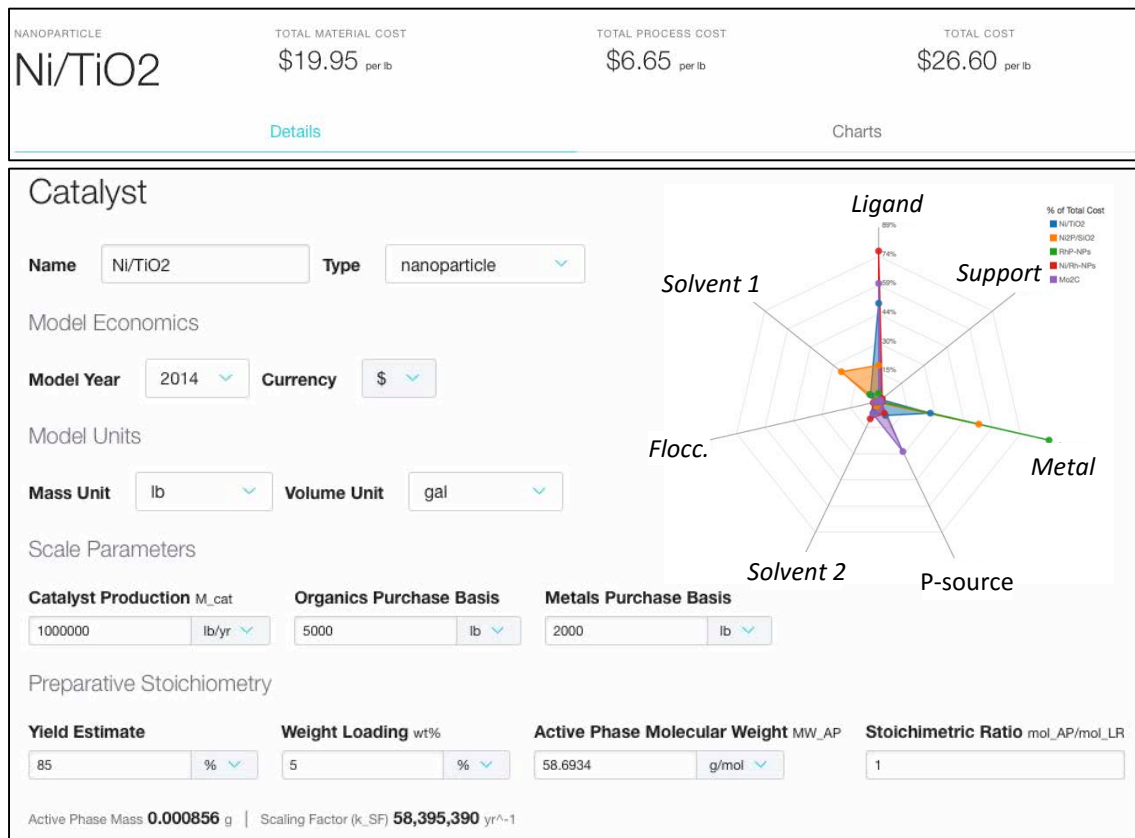 NANOPARTICLE
Ni/TiO2
TOTAL MATERIAL COST
$19.95 per lb
TOTAL PROCESS COST
$6.65 per lb
TOTAL COST
$26.60 per lb
Details Charts
Catalyst
Name Ni/TiO2 Type nanoparticle
Model Economics
Model Year 2014 Currency $
Model Units
Mass Unit lb Volume Unit gal
Scale Parameters
Catalyst Production M_cat Organics Purchase Basis Metals Purchase Basis
1000000 lb/yr 5000 lb 2000 lb
Preparative Stoichiometry
Yield Estimate Weight Loading wt% Active Phase Molecular Weight MW_AP Stoichimetric Ratio mol_AP/mol_LR
85 % 5 % 58.6934 g/mol 1
Active Phase Mass 0.000856 g | Scaling Factor (k_SF) 58,395,390 yr^-1
Ligand
Support
Metal
P-source
Solvent 2
Flocc.
Solvent 1
89%
74%
59%
44%
30%
15%
% of Total Cost
Ni/TiO2
Ni2P/SiO2
RhP-NPs
Ni/Rh-NPs
Mo2C